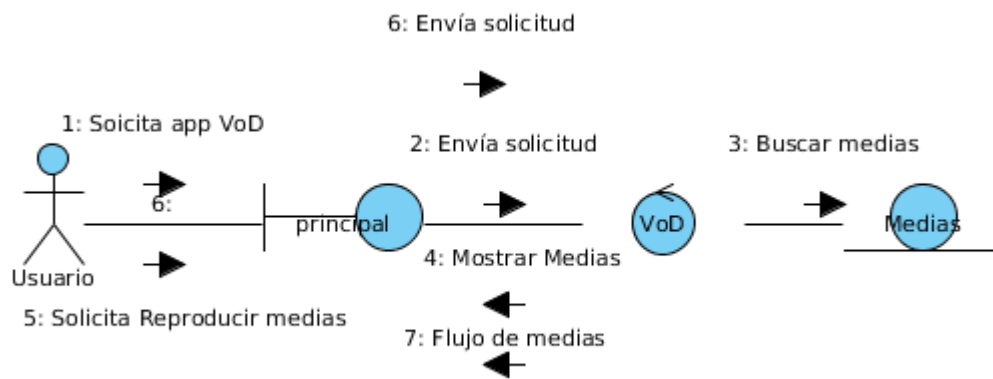 6: Envía solicitud
1: Soicita app VoD
2: Envía solicitud
3: Buscar medias
6:
principal
VoD
Medias
4: Mostrar Medias
Usuario
5: Solicita Reproducir medias
7: Flujo de medias